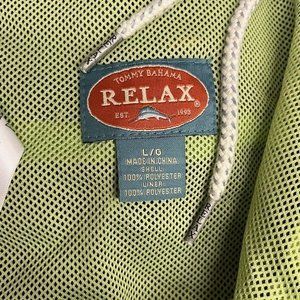 TOMMY BAHAMA
RELAX
EST. 1993
L/G
MADE IN CHINA
SHELL:
100% POLYESTER
LINER:
100% POLYESTER